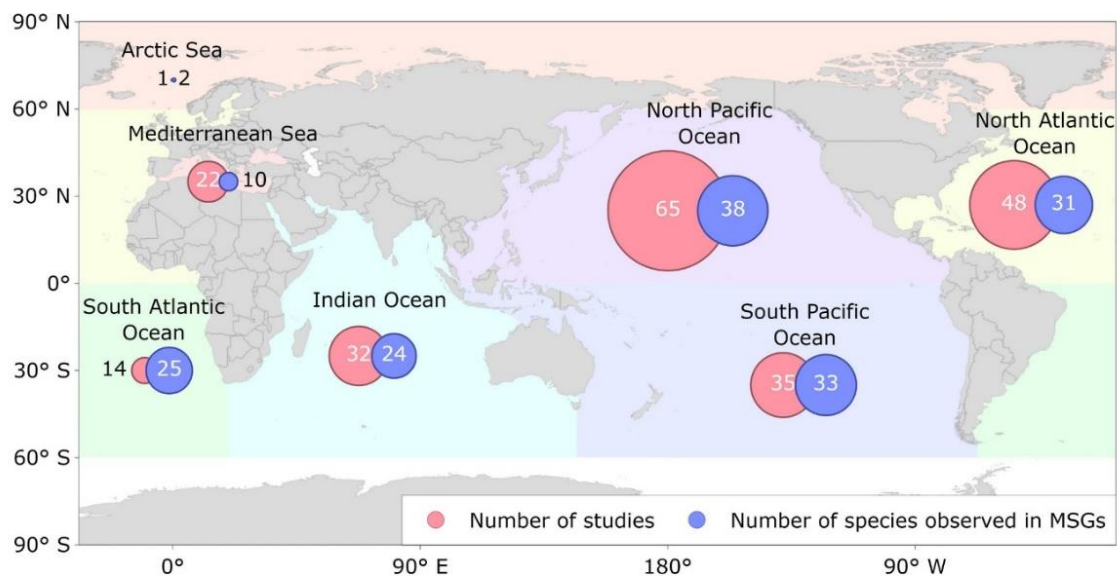 90° N
Arctic Sea
1 2
60° N
Mediterranean Sea
22 10
North Pacific
Ocean
65 38
North Atlantic
Ocean
48 31
30° N
0°
South Atlantic
Ocean
14 25
Indian Ocean
32 24
South Pacific
Ocean
35 33
30° S
60° S
Number of studies
Number of species observed in MSGs
90° S
0°
90° E
180°
90° W